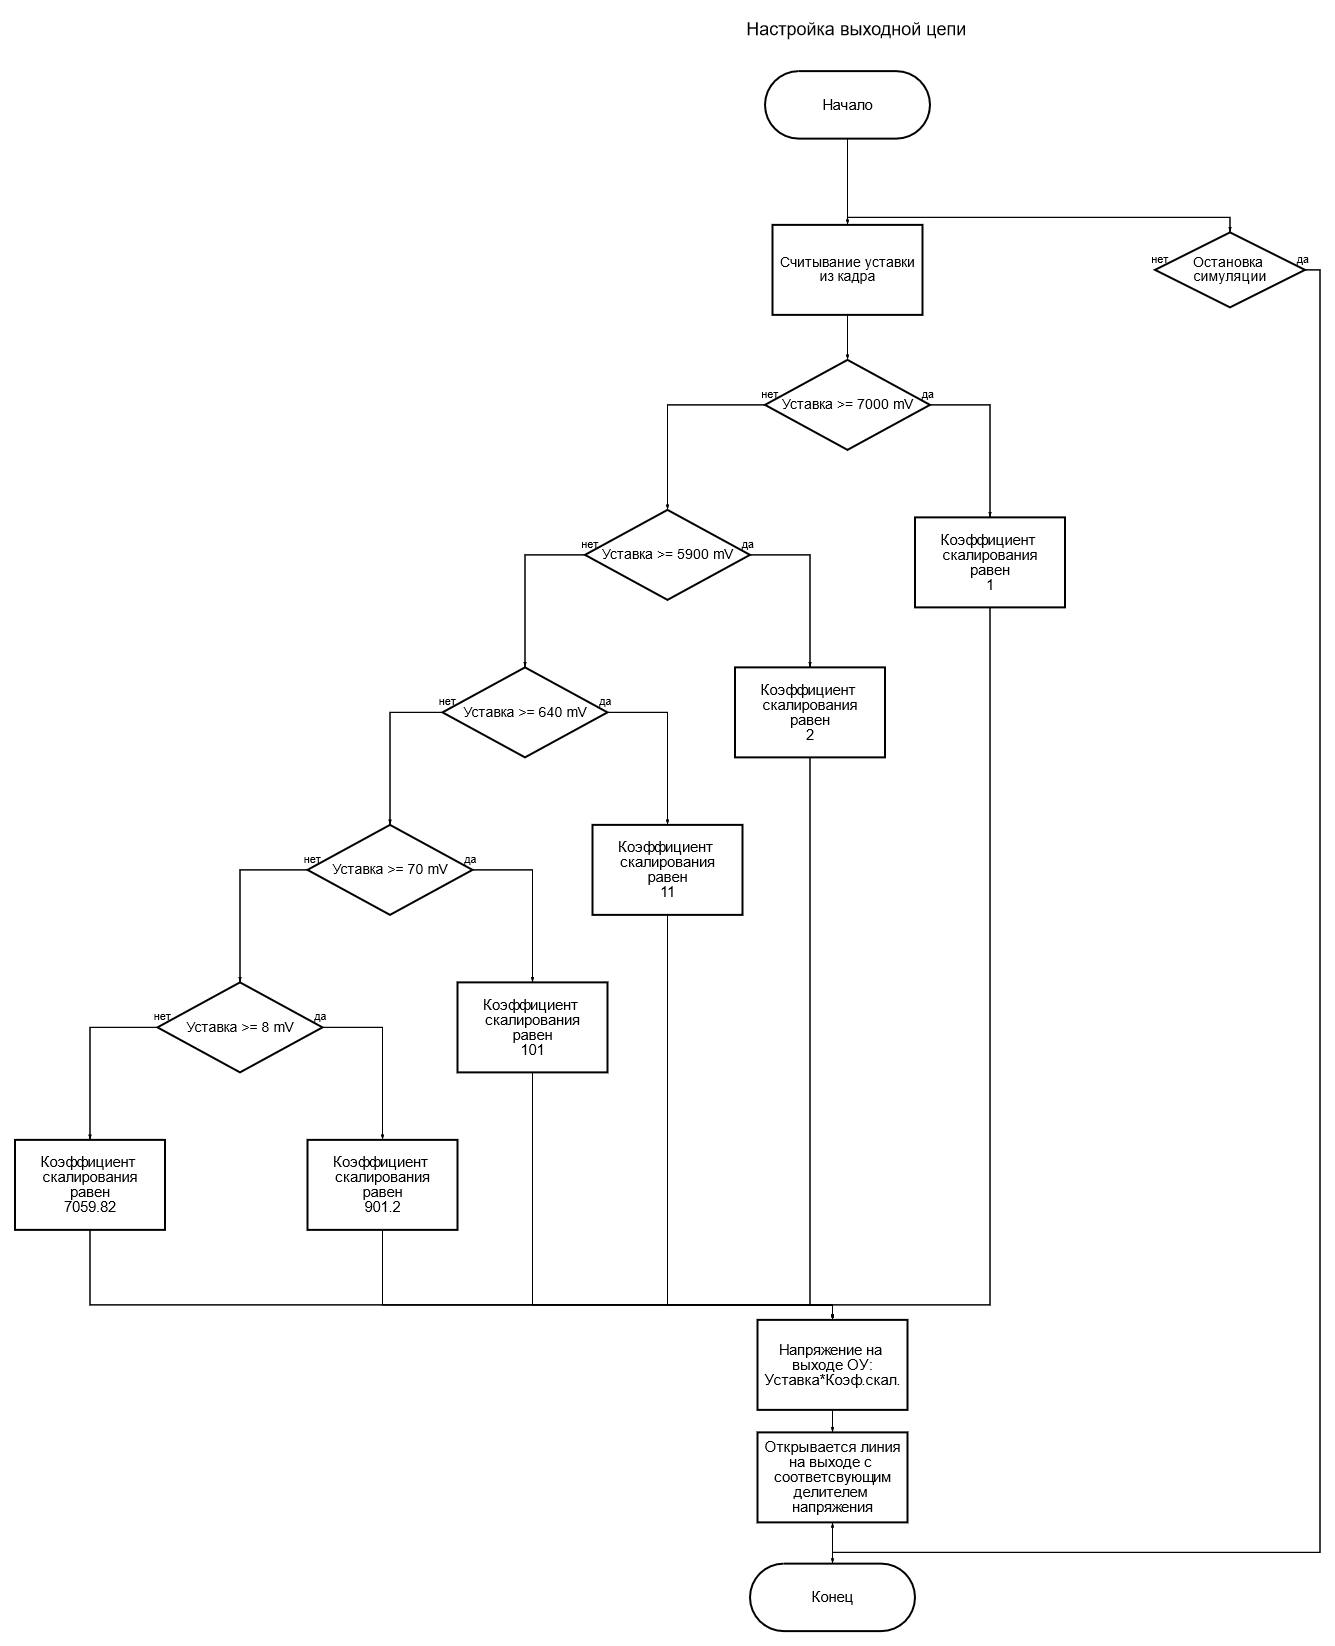 Настройка выходной цепи
Начало
Считывание уставки
из кадра
нет
Остановка
симуляции
да
нет
Уставка >= 7000 mV
да
нет
Уставка >= 5900 mV
да
Коэффициент
скалирования
равен
1
нет
Уставка >= 640 mV
да
Коэффициент
скалирования
равен
2
нет
Уставка >= 70 mV
да
Коэффициент
скалирования
равен
11
нет
Уставка >= 8 mV
да
Коэффициент
скалирования
равен
101
Коэффициент
скалирования
равен
7059.82
Коэффициент
скалирования
равен
901.2
Напряжение на
выходе ОУ:
Уставка*Коэф.скал.
Открывается линия
на выходе с
соответсвующим
делителем
напряжения
Конец